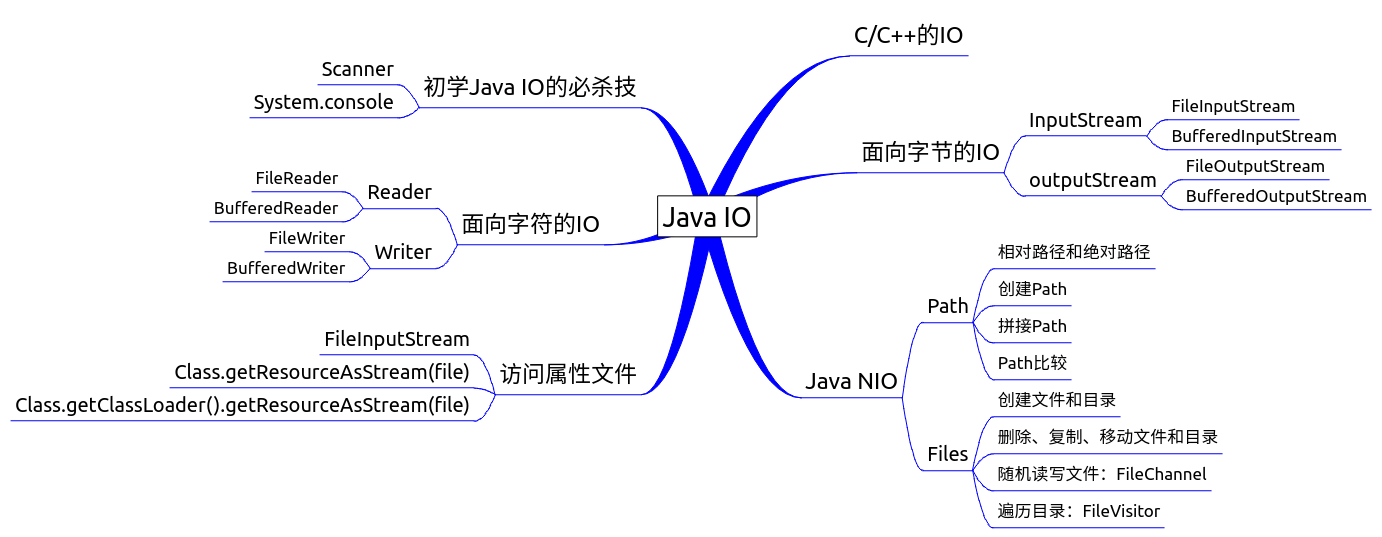 Java IO
C/C++的IO
面向字节的IO
InputStream
FileInputStream
BufferedInputStream
outputStream
FileOutputStream
BufferedOutputStream
Java NIO
Path
相对路径和绝对路径
创建Path
拼接Path
Path比较
Files
创建文件和目录
删除、复制、移动文件和目录
随机读写文件：FileChannel
遍历目录：FileVisitor
初学Java IO的必杀技
Scanner
System.console
面向字符的IO
Reader
FileReader
BufferedReader
Writer
FileWriter
BufferedWriter
访问属性文件
FileInputStream
Class.getResourceAsStream(file)
Class.getClassLoader().getResourceAsStream(file)